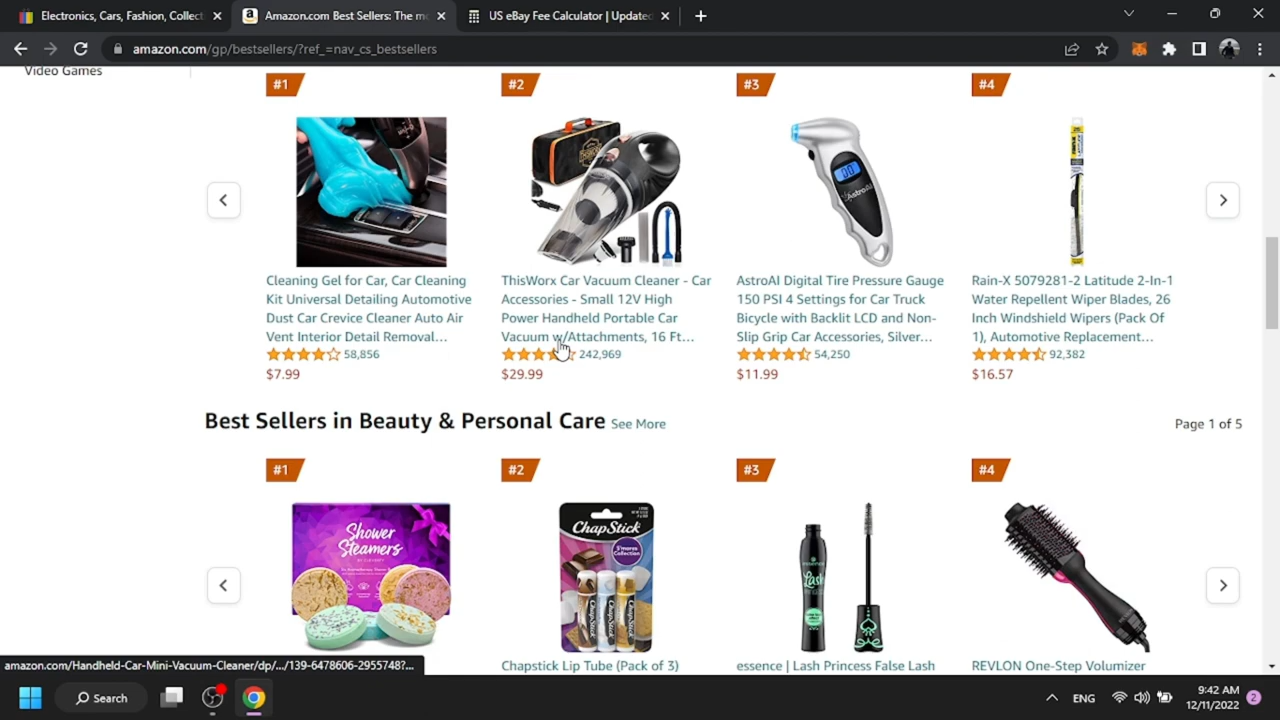 Electronics, Cars, Fashion, Collect
Amazon.com Best Sellers: The mo
US eBay Fee Calculator | Updated
amazon.com/gp/bestsellers/?ref_=nav_cs_bestsellers
Video Games
#1
#2
#3
#4
AstroAI
Cleaning Gel for Car, Car Cleaning
Kit Universal Detailing Automotive
Dust Car Crevice Cleaner Auto Air
Vent Interior Detail Removal...
58,856
$7.99
ThisWorx Car Vacuum Cleaner - Car
Accessories - Small 12V High
Power Handheld Portable Car
Vacuum w/Attachments, 16 Ft...
242,969
$29.99
AstroAI Digital Tire Pressure Gauge
150 PSI 4 Settings for Car Truck
Bicycle with Backlit LCD and Non-
Slip Grip Car Accessories, Silver...
54,250
$11.99
Rain-X 5079281-2 Latitude 2-In-1
Water Repellent Wiper Blades, 26
Inch Windshield Wipers (Pack Of
1), Automotive Replacement...
92,382
$16.57
Best Sellers in Beauty & Personal Care See More
Page 1 of 5
#1
#2
#3
#4
Shower
Steamers
ChapStick
S'mores
Collection
essence
Lash
Chapstick Lip Tube (Pack of 3)
essence | Lash Princess False Lash
REVLON One-Step Volumizer
amazon.com/Handheld-Car-Mini-Vacuum-Cleaner/dp/.../139-6478606-2955748?...
Search
ENG
9:42 AM
12/11/2022
2